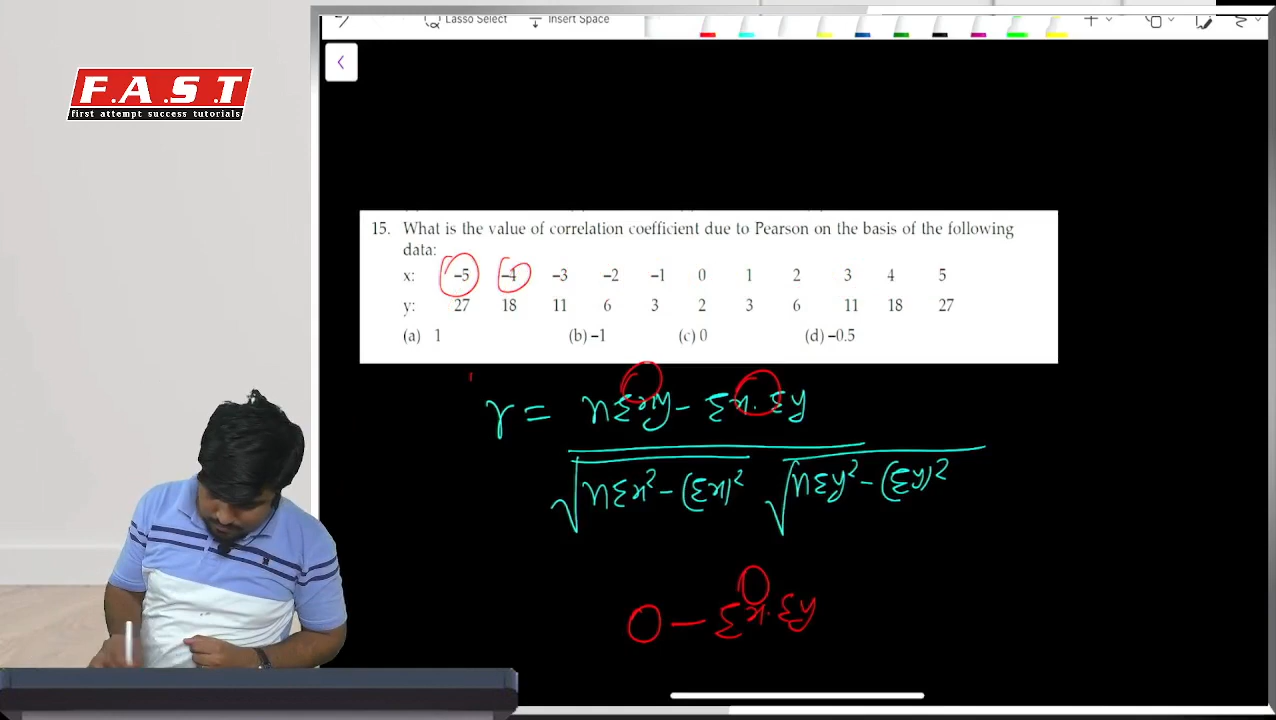 Lasso Select Insert Space
F.A.S.T
first attempt success tutorials
15. What is the value of correlation coefficient due to Pearson on the basis of the following
data:
x: –5 –4 –3 –2 –1 0 1 2 3 4 5
y: 27 18 11 6 3 2 3 6 11 18 27
(a) 1 (b) –1 (c) 0 (d) –0.5
r = nΣxy – Σx · Σy
√nΣx² – (Σx)² √nΣy² – (Σy)²
0 – Σx · Σy